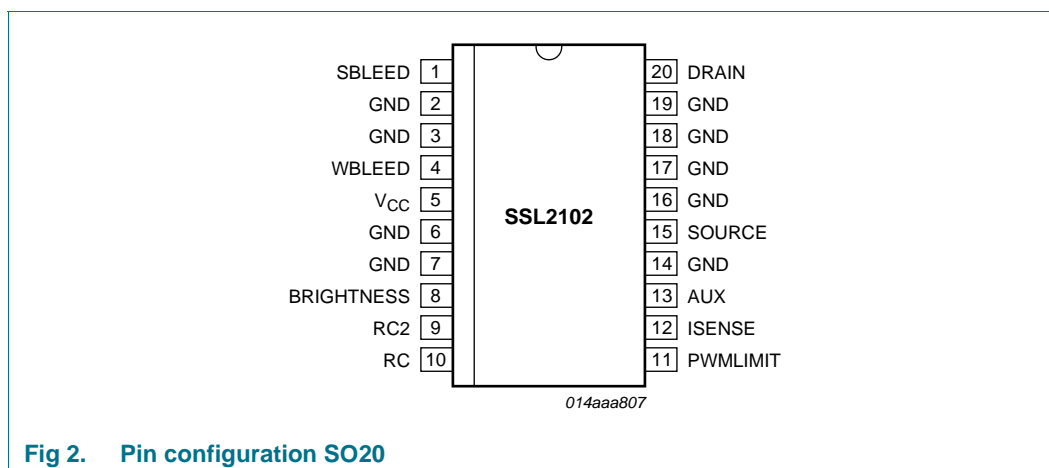 SBLEED 1 20 DRAIN
GND 2 19 GND
GND 3 18 GND
WBLEED 4 17 GND
VCC 5 16 GND
SSL2102
GND 6 15 SOURCE
GND 7 14 GND
BRIGHTNESS 8 13 AUX
RC2 9 12 ISENSE
RC 10 11 PWMLIMIT
014aaa807
Fig 2. Pin configuration SO20